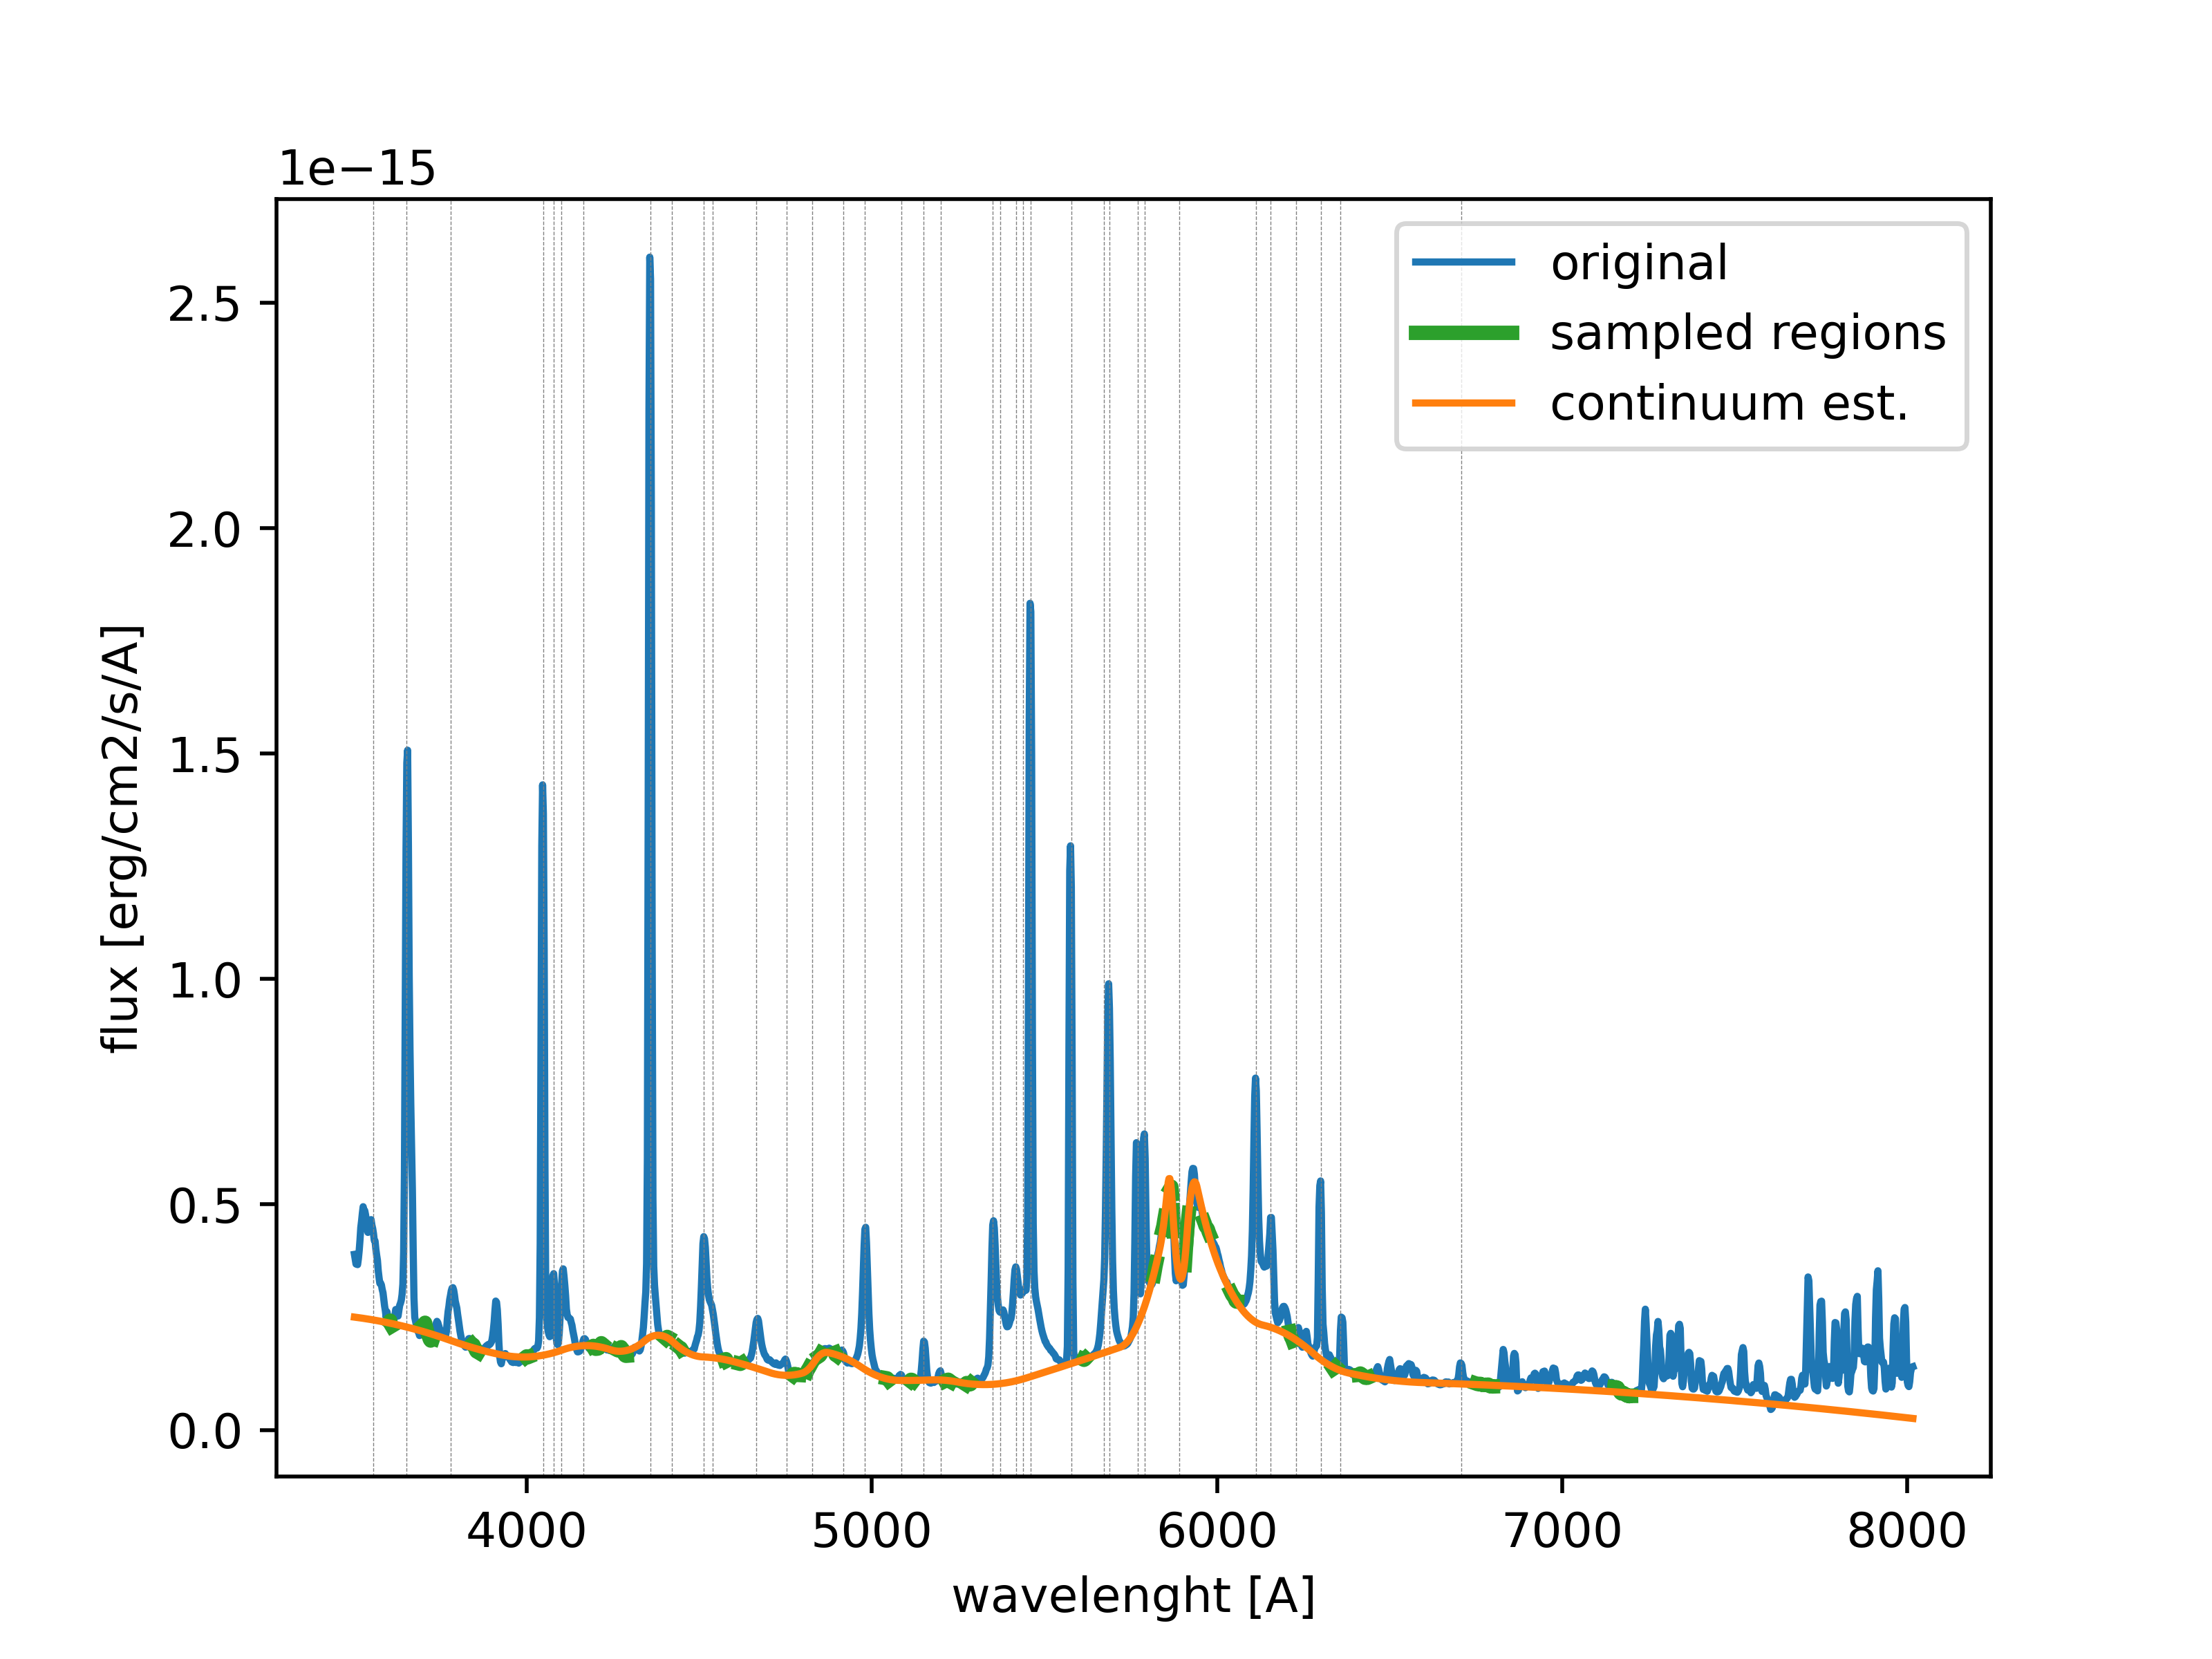 1e−15
original
sampled regions
continuum est.
2.5
2.0
1.5
1.0
0.5
0.0
flux [erg/cm2/s/A]
4000 5000 6000 7000 8000
wavelenght [A]